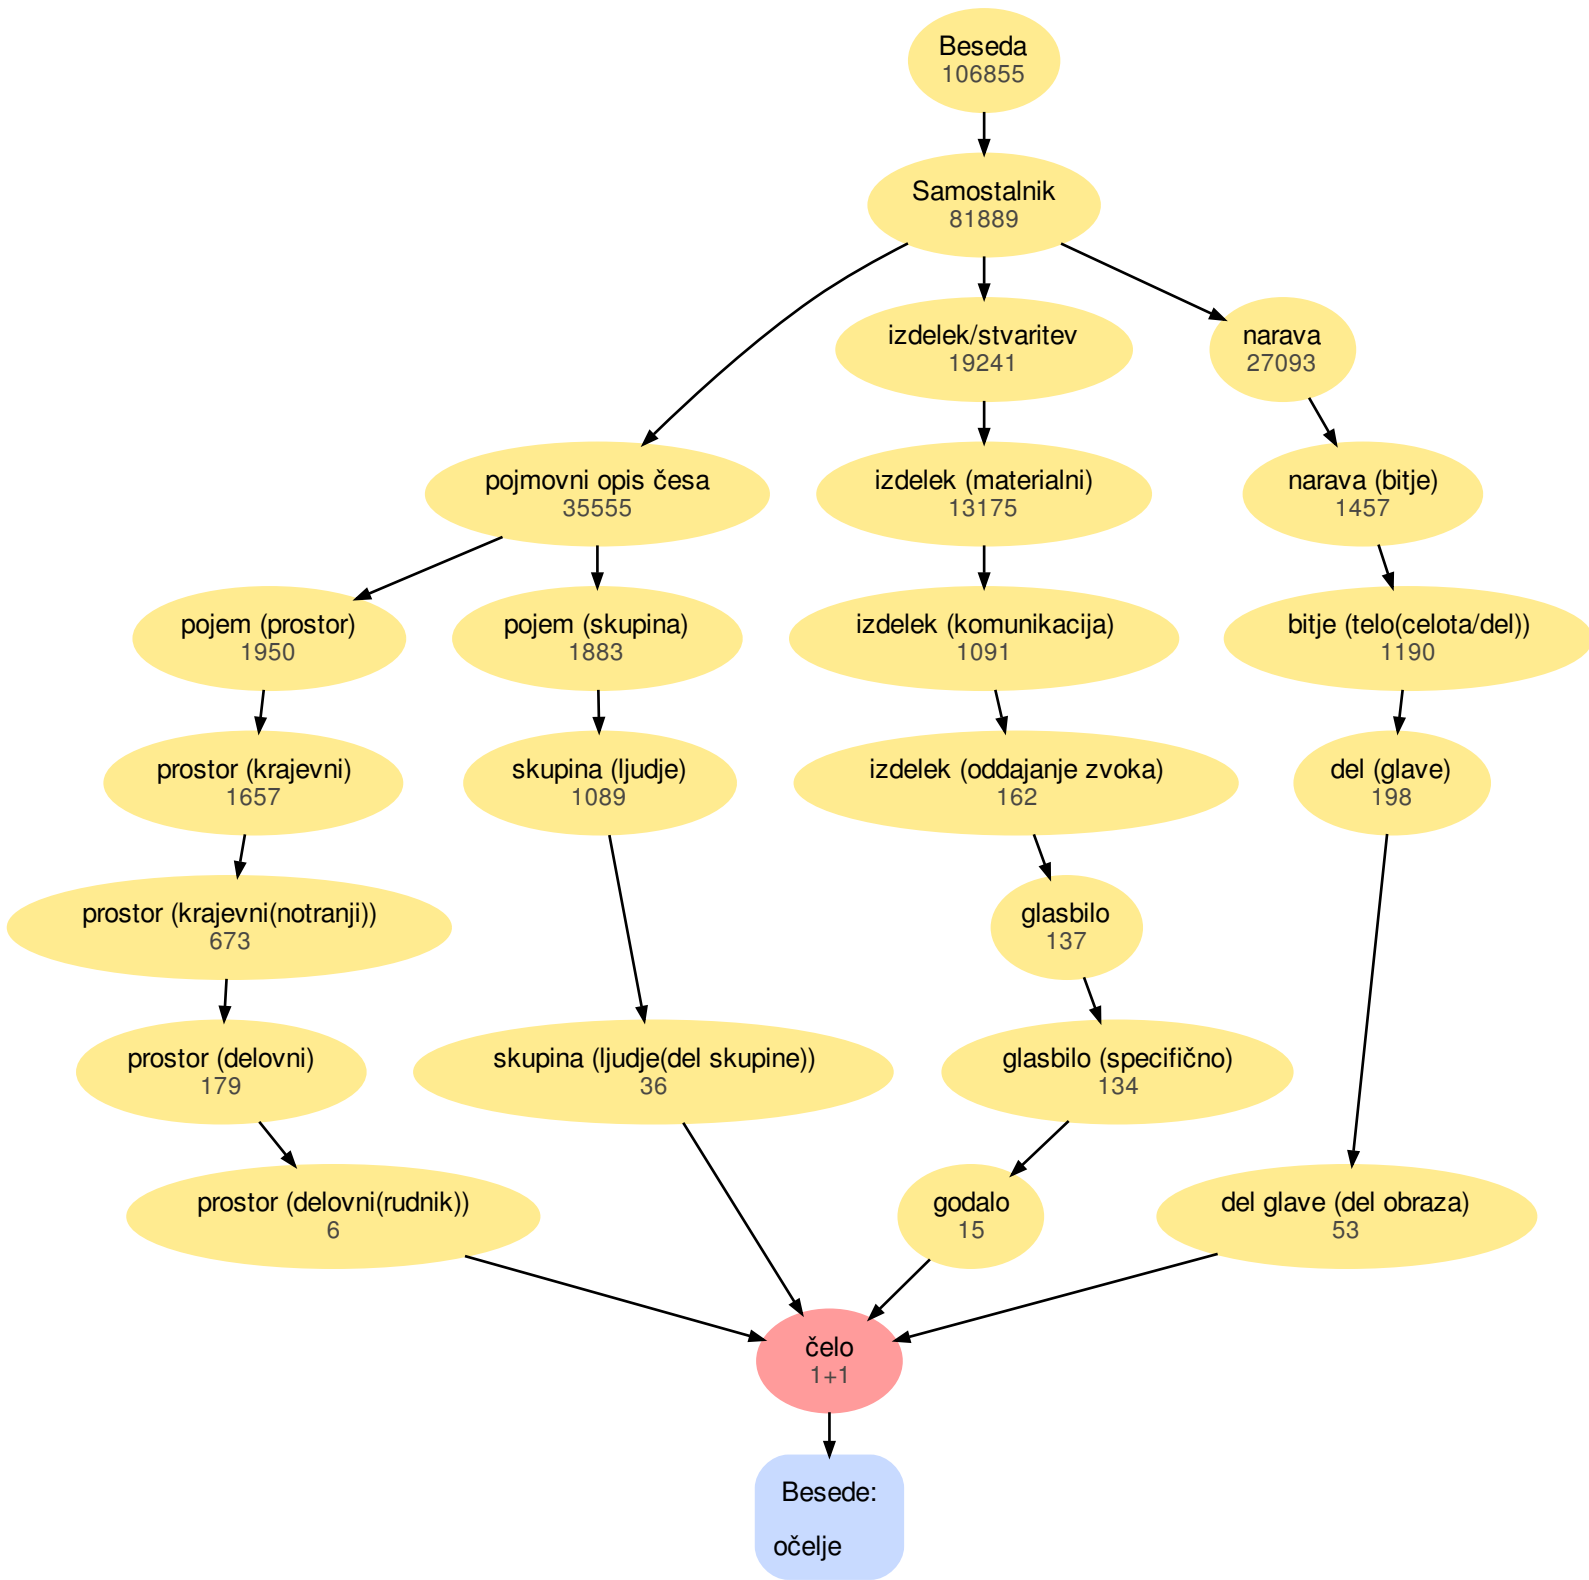 Beseda
106855
Samostalnik
81889
izdelek/stvaritev
19241
narava
27093
pojmovni opis česa
35555
izdelek (materialni)
13175
narava (bitje)
1457
pojem (prostor)
1950
pojem (skupina)
1883
izdelek (komunikacija)
1091
bitje (telo(celota/del))
1190
prostor (krajevni)
1657
skupina (ljudje)
1089
izdelek (oddajanje zvoka)
162
del (glave)
198
prostor (krajevni(notranji))
673
glasbilo
137
prostor (delovni)
179
skupina (ljudje(del skupine))
36
glasbilo (specifično)
134
prostor (delovni(rudnik))
6
godalo
15
del glave (del obraza)
53
čelo
1+1
Besede:
očelje